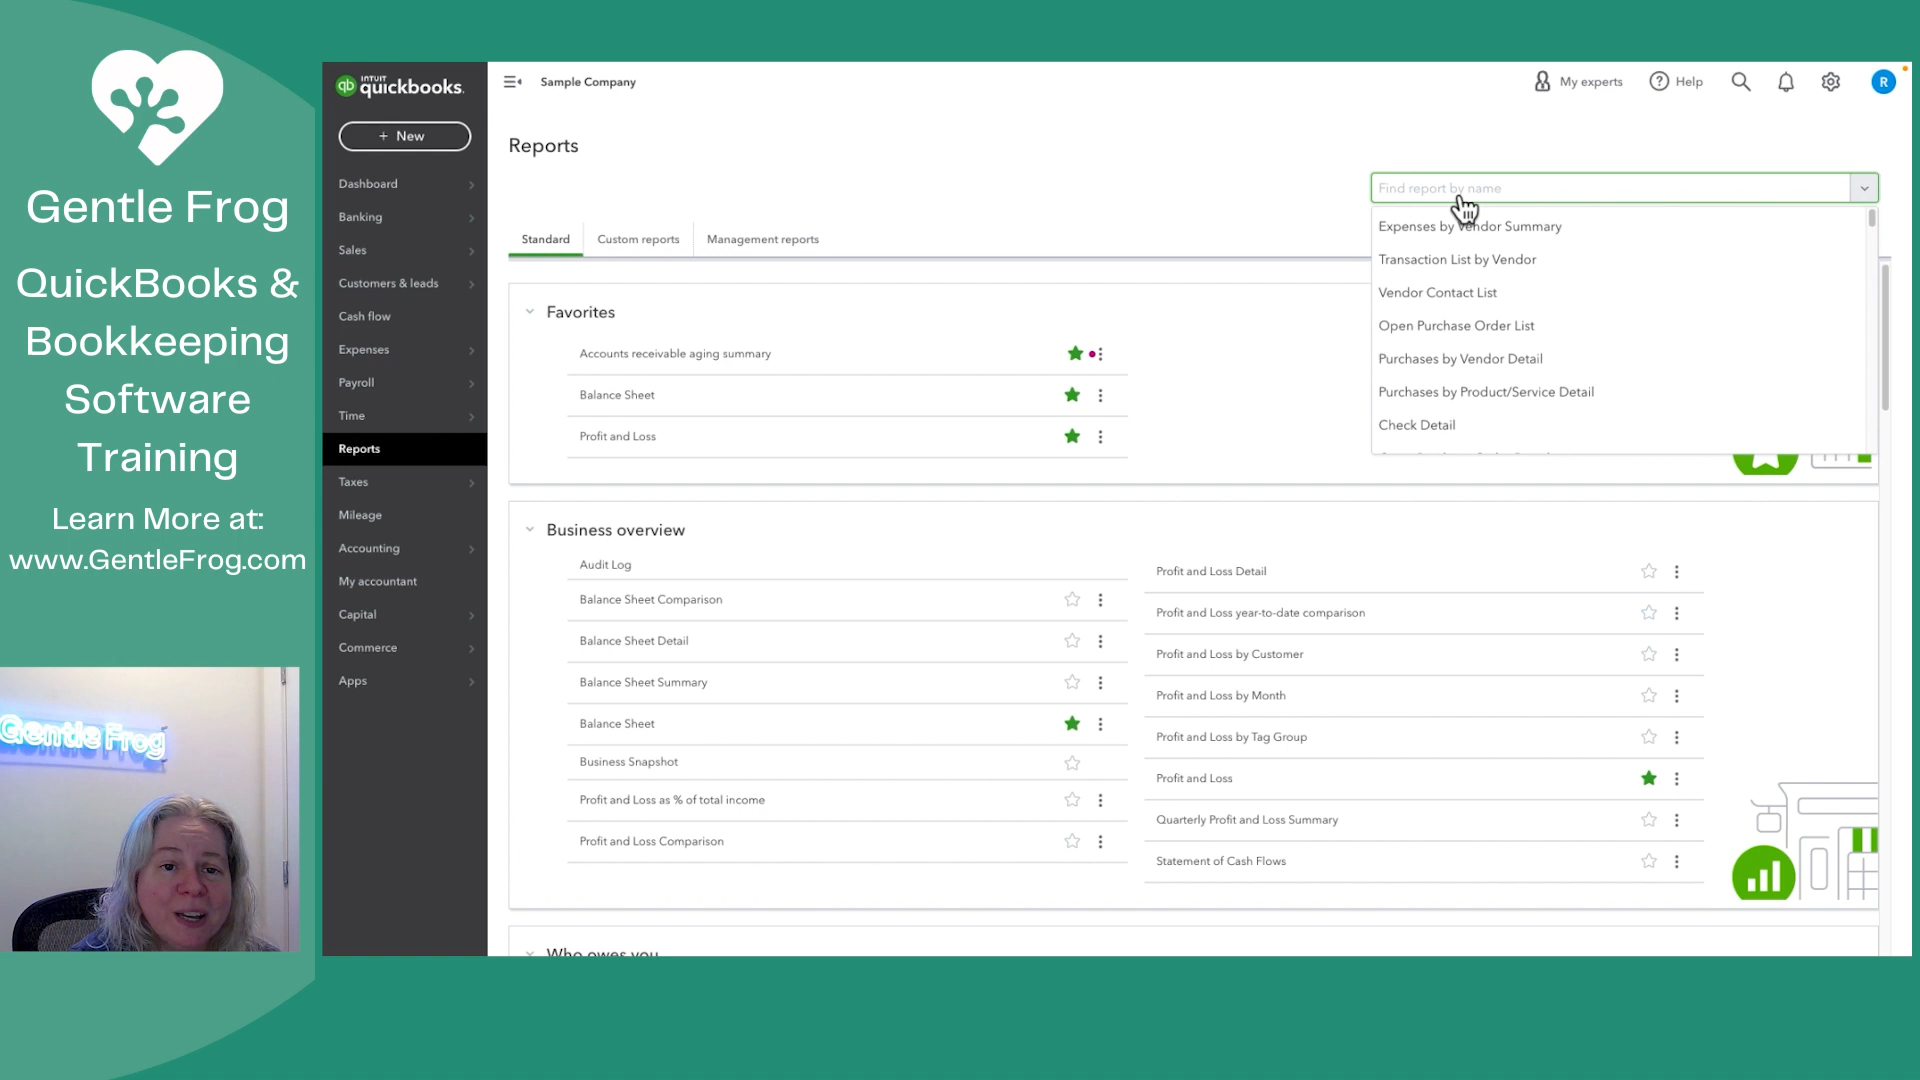 Gentle Frog
QuickBooks &
Bookkeeping
Software
Training
Learn More at:
www.GentleFrog.com
Gentle Frog
qb INTUIT quickbooks.
+ New
Dashboard
Banking
Sales
Customers & leads
Cash flow
Expenses
Payroll
Time
Reports
Taxes
Mileage
Accounting
My accountant
Capital
Commerce
Apps
Sample Company
My experts
? Help
R
Reports
Find report by name
Expenses by Vendor Summary
Transaction List by Vendor
Vendor Contact List
Open Purchase Order List
Purchases by Vendor Detail
Purchases by Product/Service Detail
Check Detail
Standard
Custom reports
Management reports
Favorites
Accounts receivable aging summary
Balance Sheet
Profit and Loss
Business overview
Audit Log
Balance Sheet Comparison
Balance Sheet Detail
Balance Sheet Summary
Balance Sheet
Business Snapshot
Profit and Loss as % of total income
Profit and Loss Comparison
Profit and Loss Detail
Profit and Loss year-to-date comparison
Profit and Loss by Customer
Profit and Loss by Month
Profit and Loss by Tag Group
Profit and Loss
Quarterly Profit and Loss Summary
Statement of Cash Flows
Who owes you